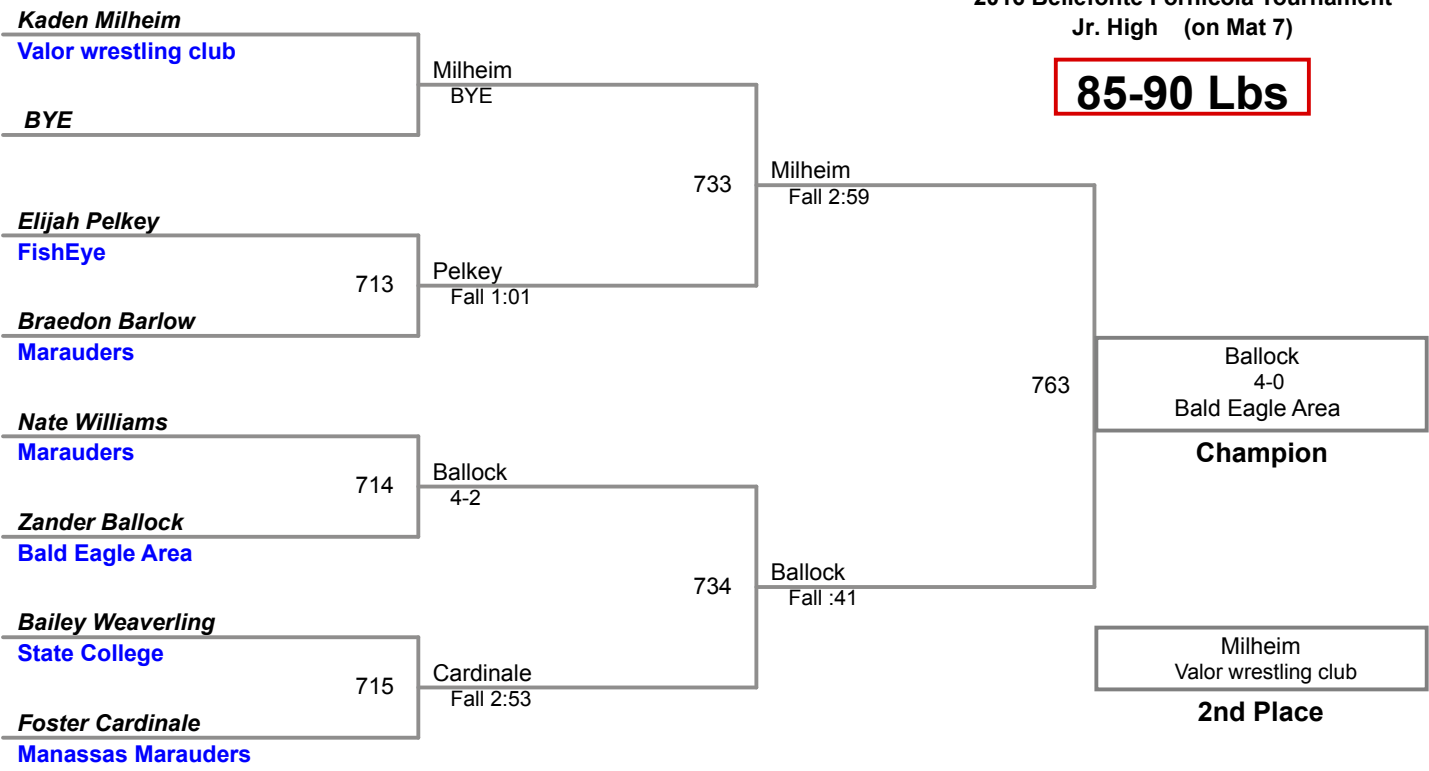 Jr. High (on Mat 7)
85-90 Lbs
Kaden Milheim
Valor wrestling club
BYE
Milheim
BYE
Elijah Pelkey
FishEye
713
Braedon Barlow
Marauders
Pelkey
Fall 1:01
733
Milheim
Fall 2:59
Nate Williams
Marauders
714
Zander Ballock
Bald Eagle Area
Ballock
4-2
Bailey Weaverling
State College
715
Foster Cardinale
Manassas Marauders
Cardinale
Fall 2:53
734
Ballock
Fall :41
763
Ballock
4-0
Bald Eagle Area
Champion
Milheim
Valor wrestling club
2nd Place